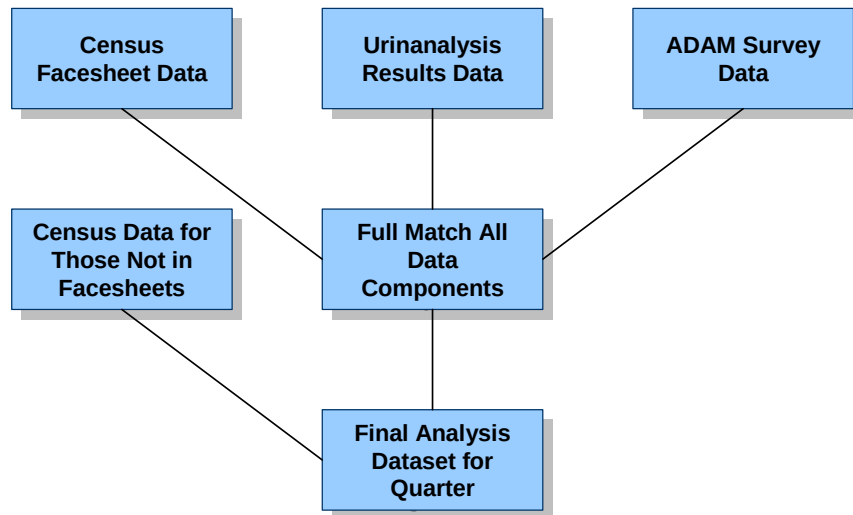 Census
Facesheet Data
Urinanalysis
Results Data
ADAM Survey
Data
Census Data for
Those Not in
Facesheets
Full Match All
Data
Components
Final Analysis
Dataset for
Quarter